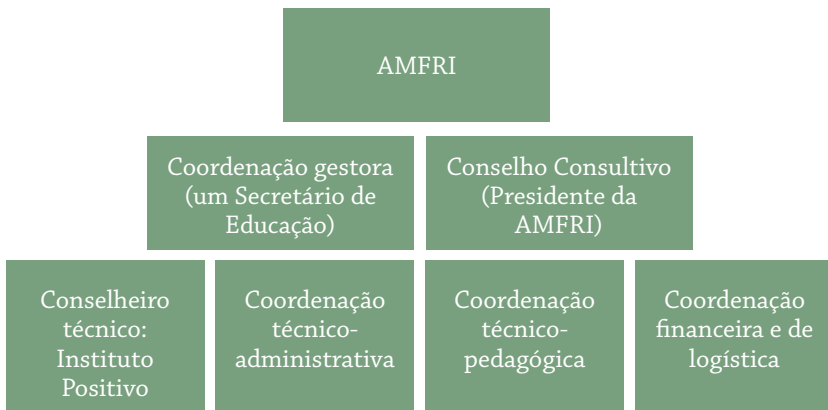 AMFRI
Coordenação gestora
(um Secretário de
Educação)
Conselho Consultivo
(Presidente da
AMFRI)
Conselheiro
técnico:
Instituto
Positivo
Coordenação
técnico-
administrativa
Coordenação
técnico-
pedagógica
Coordenação
financeira e de
logística